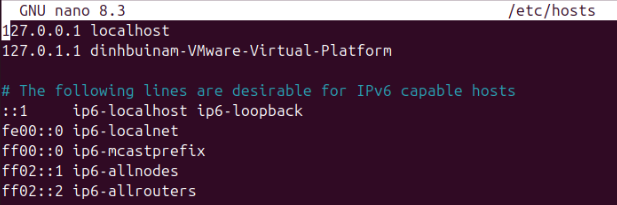 GNU nano 8.3 /etc/hosts
127.0.0.1 localhost
127.0.1.1 dinhbuinam-VMware-Virtual-Platform
# The following lines are desirable for IPv6 capable hosts
::1     ip6-localhost ip6-loopback
fe00::0 ip6-localnet
ff00::0 ip6-mcastprefix
ff02::1 ip6-allnodes
ff02::2 ip6-allrouters